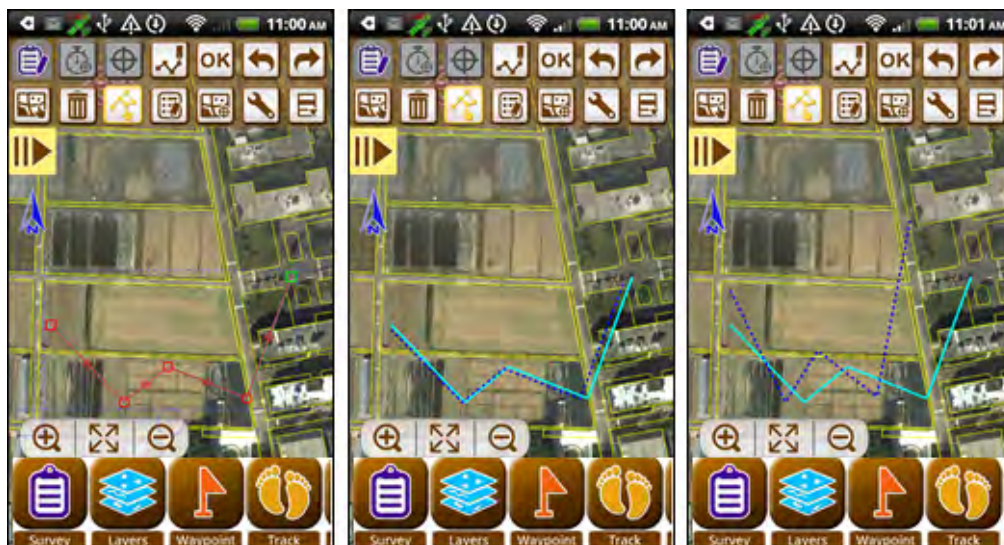 11:00 AM
OK
N
Survey Layers Waypoint Track
11:00 AM
OK
N
Survey Layers Waypoint Track
11:01 AM
OK
N
Survey Layers Waypoint Track